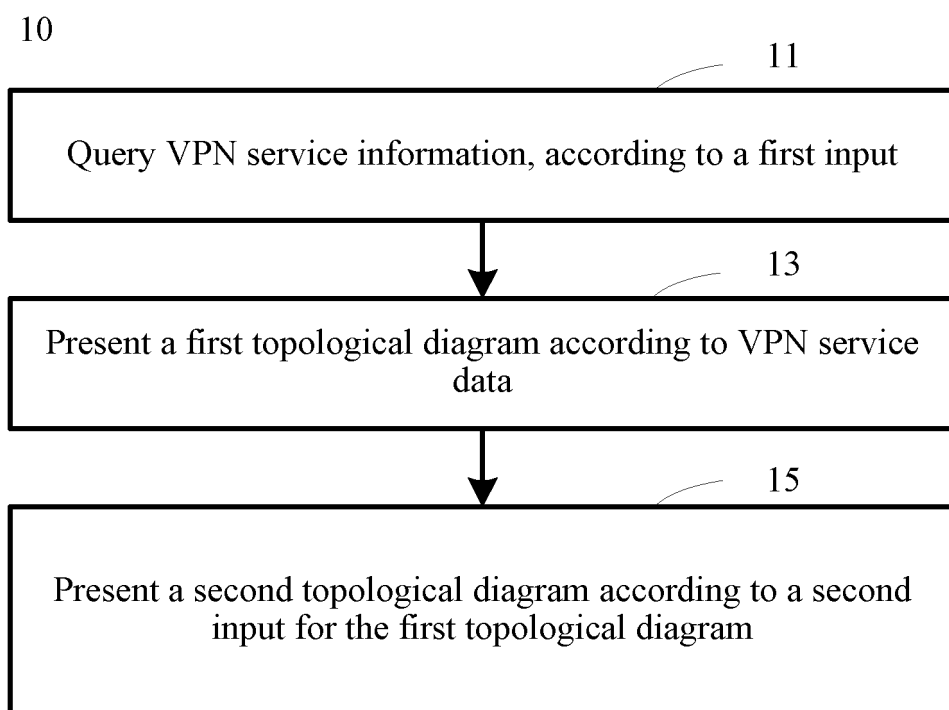 10
11
Query VPN service information, according to a first input
13
Present a first topological diagram according to VPN service
data
15
Present a second topological diagram according to a second
input for the first topological diagram